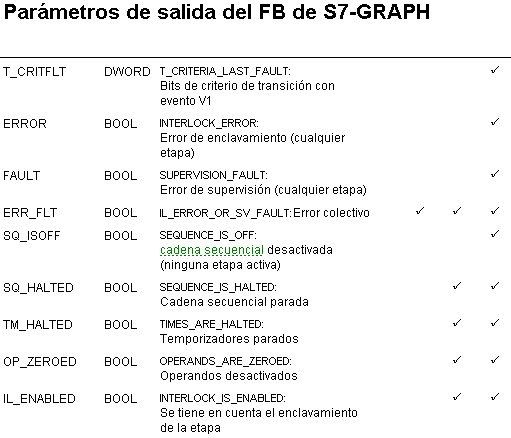 Parámetros de salida del FB de S7-GRAPH
T_CRITFLT DWORD T_CRITERIA_LAST_FAULT: ✓
Bits de criterio de transición con
evento V1
ERROR BOOL INTERLOCK_ERROR: ✓
Error de enclavamiento (cualquier
etapa)
FAULT BOOL SUPERVISION_FAULT: ✓
Error de supervisión (cualquier etapa)
ERR_FLT BOOL IL_ERROR_OR_SV_FAULT:Error colectivo ✓ ✓ ✓
SQ_ISOFF BOOL SEQUENCE_IS_OFF: ✓
cadena secuencial desactivada
(ninguna etapa activa)
SQ_HALTED BOOL SEQUENCE_IS_HALTED: ✓ ✓
Cadena secuencial parada
TM_HALTED BOOL TIMES_ARE_HALTED: ✓ ✓
Temporizadores parados
OP_ZEROED BOOL OPERANDS_ARE_ZEROED: ✓ ✓
Operandos desactivados
IL_ENABLED BOOL INTERLOCK_IS_ENABLED: ✓ ✓
Se tiene en cuenta el enclavamiento
de la etapa